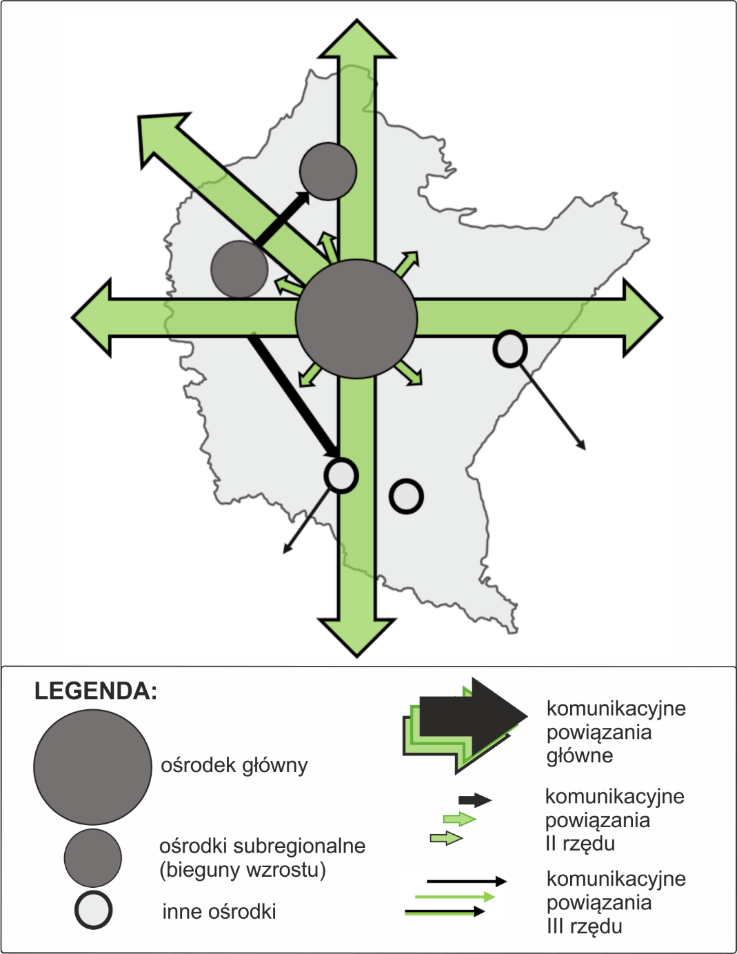 LEGENDA:
ośrodek główny
ośrodki subregionalne
(bieguny wzrostu)
inne ośrodki
komunikacyjne
powiązania
główne
komunikacyjne
powiązania
II rzędu
komunikacyjne
powiązania
III rzędu